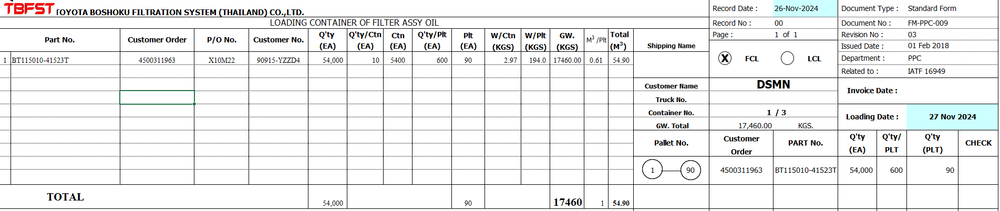 TBFST TOYOTA BOSHOKU FILTRATION SYSTEM (THAILAND) CO.,LTD.
LOADING CONTAINER OF FILTER ASSY OIL
Part No. Customer Order P/O No. Customer No. Q'ty (EA) Q'ty/Ctn (EA) Ctn (EA) Q'ty/Plt (EA) Plt (EA) W/Ctn (KGS) W/Plt (KGS) GW. (KGS) M³ /Plt Total (M³) Shipping Name
1 BT115010-41523T 4500311963 X10M22 90915-YZZD4 54,000 10 5400 600 90 2.97 194.0 17460.00 0.61 54.90
TOTAL 54,000 90 17460 1 54.90
Record Date : 26-Nov-2024
Record No : 00
Page : 1 of 1
X FCL LCL
Document Type : Standard Form
Document No : FM-PPC-009
Revision No : 03
Issued Date : 01 Feb 2018
Department : PPC
Related to : IATF 16949
Customer Name DSMN
Truck No.
Container No. 1 / 3
GW. Total 17,460.00 KGS.
Invoice Date :
Loading Date : 27 Nov 2024
Pallet No. Customer Order PART No. Q'ty (EA) Q'ty/ PLT Q'ty (PLT) CHECK
1 90 4500311963 BT115010-41523T 54,000 600 90